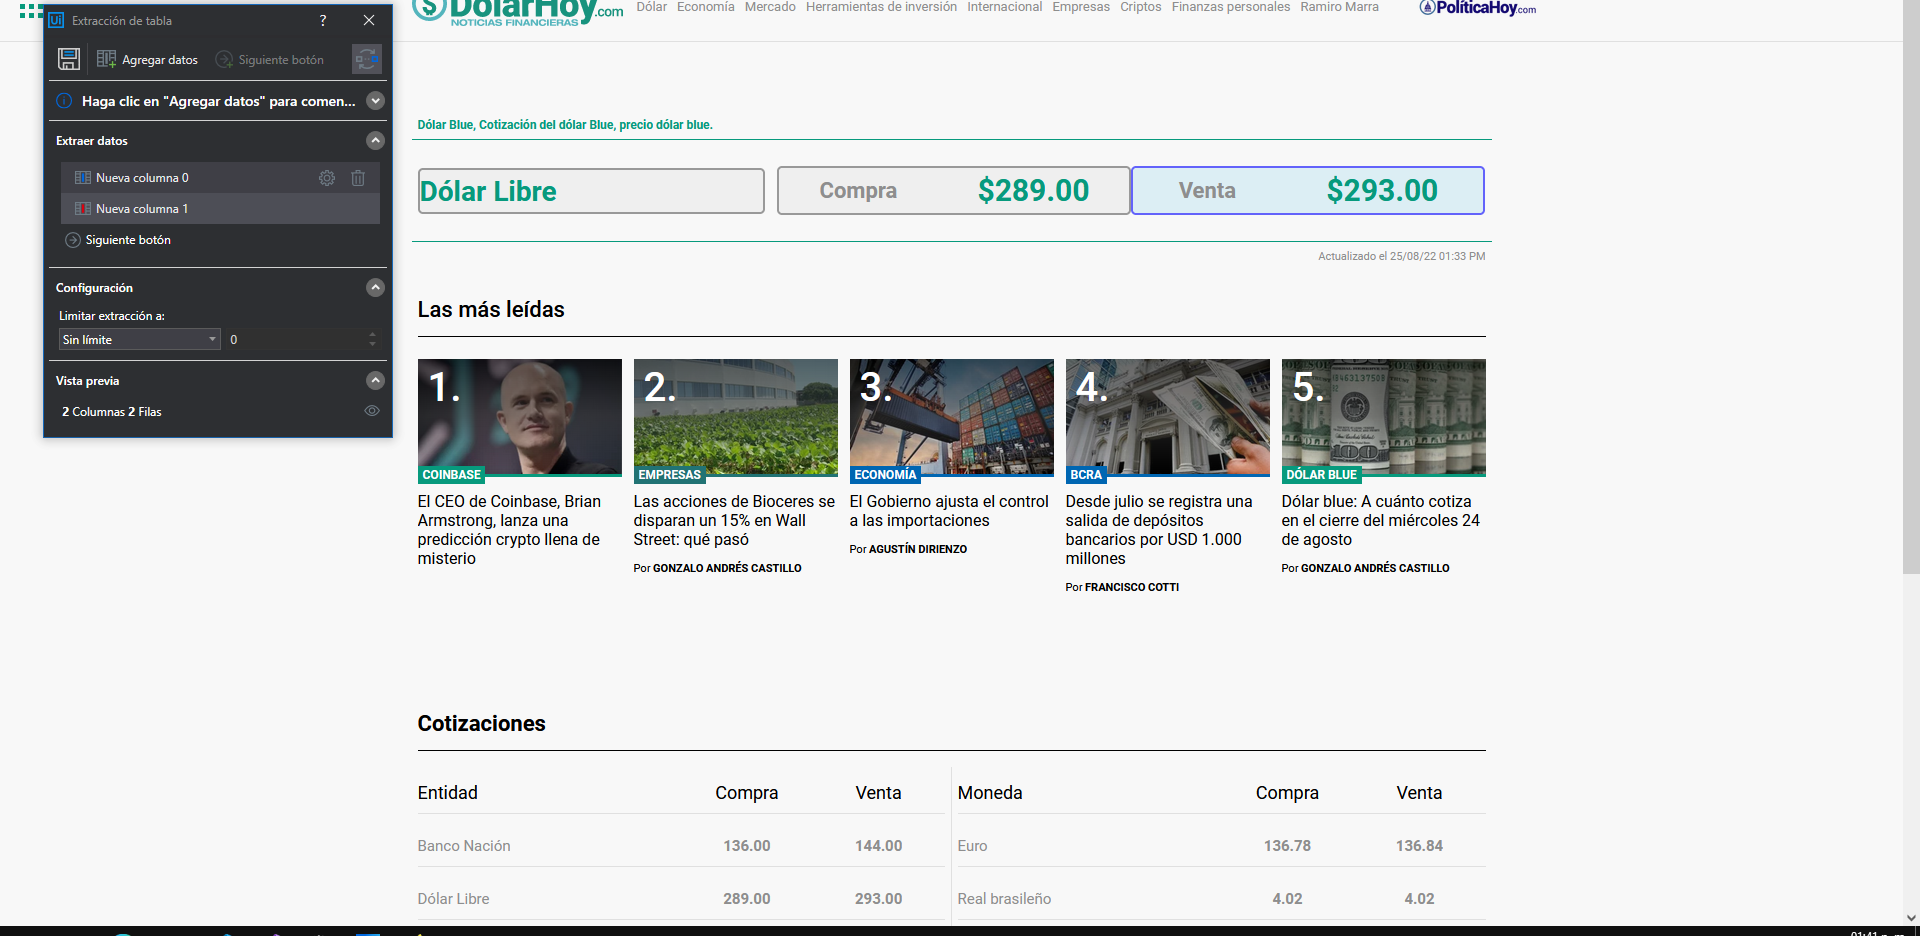 Ui Extracción de tabla ?
Agregar datos Siguiente botón
Haga clic en "Agregar datos" para comen...
Extraer datos
Nueva columna 0
Nueva columna 1
Siguiente botón
Configuración
Limitar extracción a:
Sin límite 0
Vista previa
2 Columnas 2 Filas
DólarHoy.com
NOTICIAS FINANCIERAS
Dólar Economía Mercado Herramientas de inversión Internacional Empresas Criptos Finanzas personales Ramiro Marra
PolíticaHoy.com
Dólar Blue, Cotización del dólar Blue, precio dólar blue.
Dólar Libre Compra $289.00 Venta $293.00
Actualizado el 25/08/22 01:33 PM
Las más leídas
1.
COINBASE
El CEO de Coinbase, Brian
Armstrong, lanza una
predicción crypto llena de
misterio
2.
EMPRESAS
Las acciones de Bioceres se
disparan un 15% en Wall
Street: qué pasó
Por GONZALO ANDRÉS CASTILLO
3.
ECONOMÍA
El Gobierno ajusta el control
a las importaciones
Por AGUSTÍN DIRIENZO
4.
BCRA
Desde julio se registra una
salida de depósitos
bancarios por USD 1.000
millones
Por FRANCISCO COTTI
5.
DÓLAR BLUE
Dólar blue: A cuánto cotiza
en el cierre del miércoles 24
de agosto
Por GONZALO ANDRÉS CASTILLO
Cotizaciones
Entidad Compra Venta
Banco Nación 136.00 144.00
Dólar Libre 289.00 293.00
Moneda Compra Venta
Euro 136.78 136.84
Real brasileño 4.02 4.02